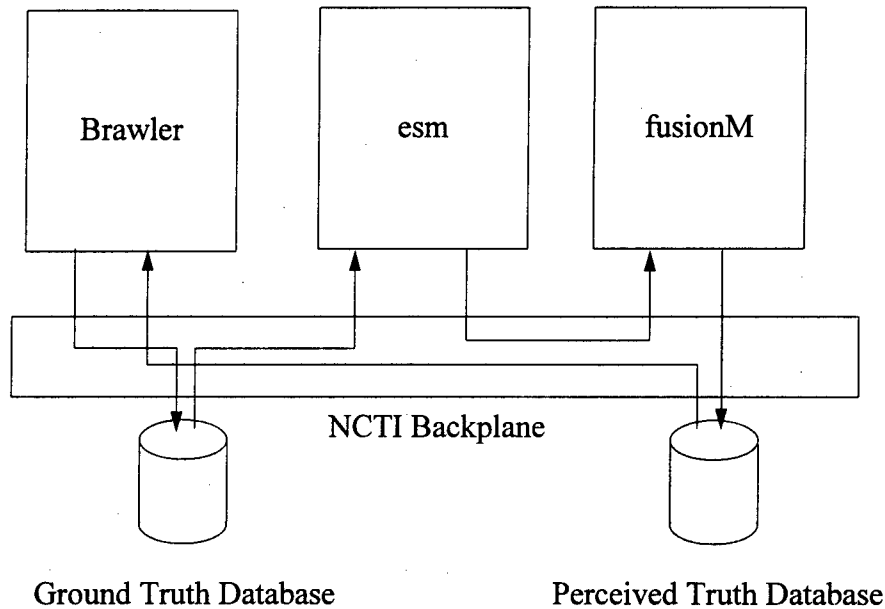 Brawler
esm
fusionM
NCTI Backplane
Ground Truth Database
Perceived Truth Database